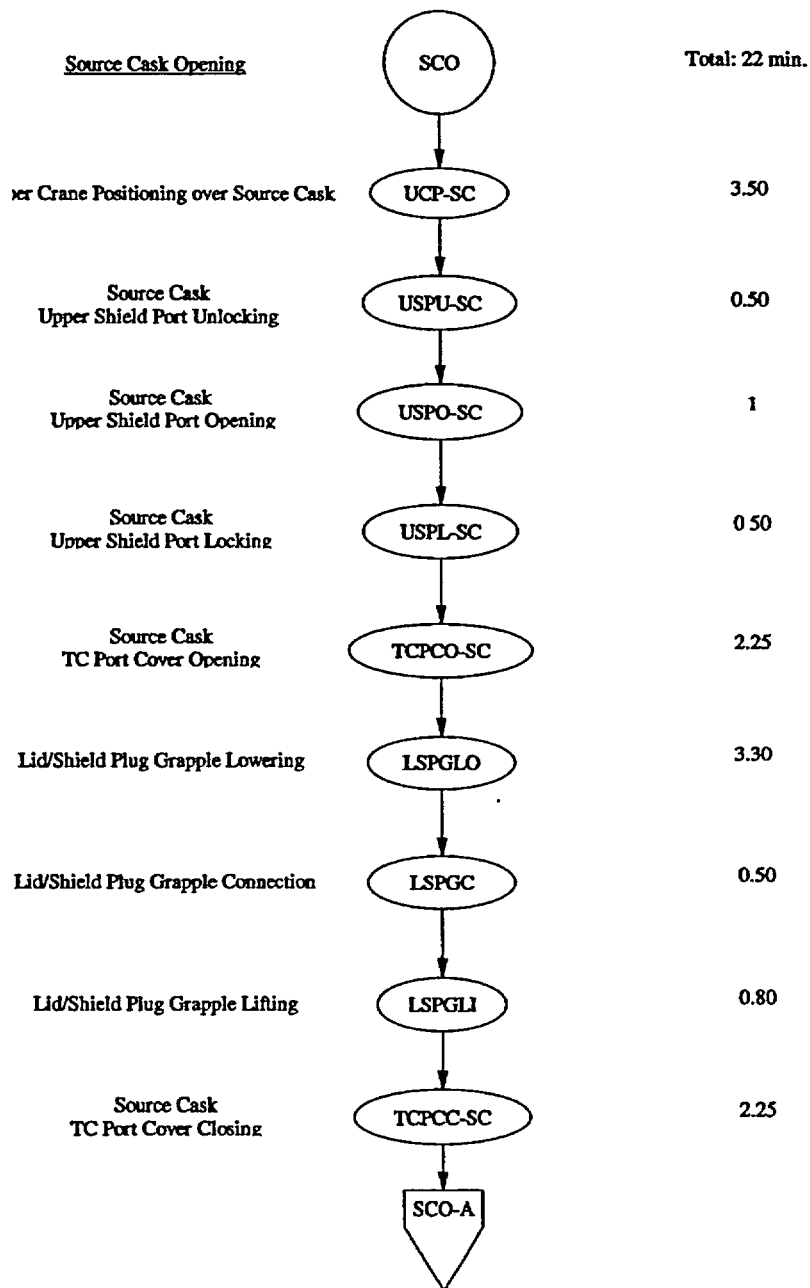 Source Cask Opening SCO Total: 22 min.
er Crane Positioning over Source Cask UCP-SC 3.50
Source Cask
Upper Shield Port Unlocking USPU-SC 0.50
Source Cask
Upper Shield Port Opening USPO-SC 1
Source Cask
Upper Shield Port Locking USPL-SC 0 50
Source Cask
TC Port Cover Opening TCPCO-SC 2.25
Lid/Shield Plug Grapple Lowering LSPGLO 3.30
Lid/Shield Plug Grapple Connection LSPGC 0.50
Lid/Shield Plug Grapple Lifting LSPGLI 0.80
Source Cask
TC Port Cover Closing TCPCC-SC 2.25
SCO-A